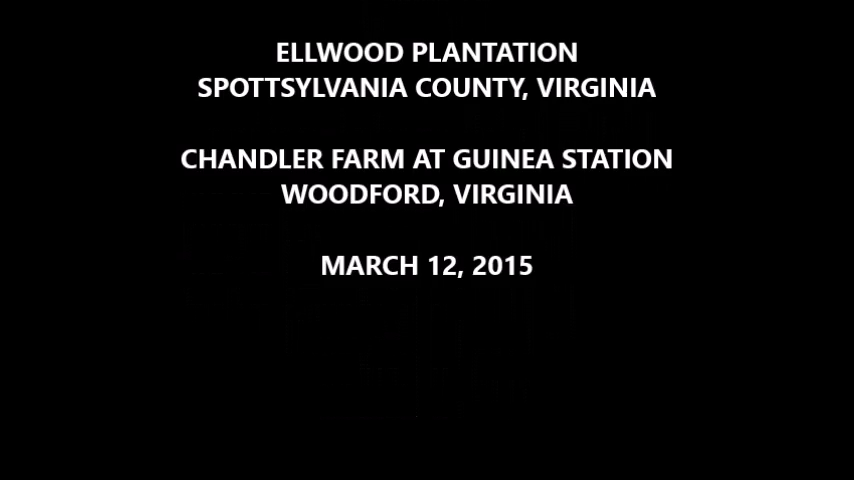 ELLWOOD PLANTATION
SPOTTSYLVANIA COUNTY, VIRGINIA
CHANDLER FARM AT GUINEA STATION
WOODFORD, VIRGINIA
MARCH 12, 2015